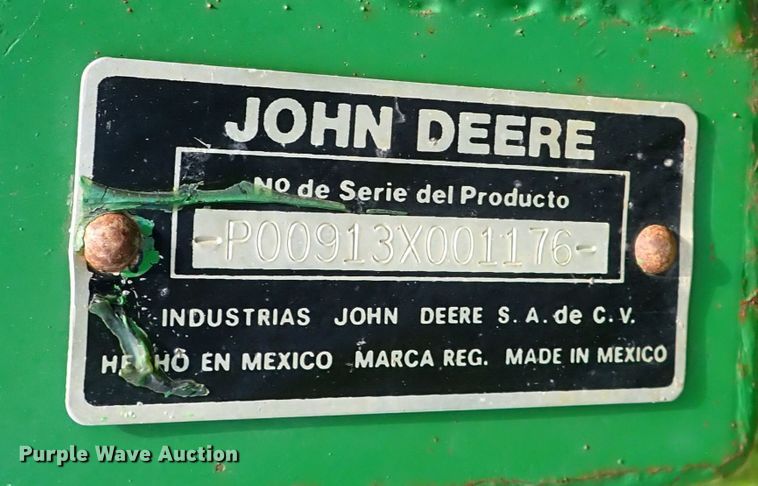 JOHN DEERE
Nº de Serie del Producto
-P00913X001176-
INDUSTRIAS JOHN DEERE S. A. de C. V.
HECHO EN MEXICO MARCA REG. MADE IN MEXICO
Purple Wave Auction